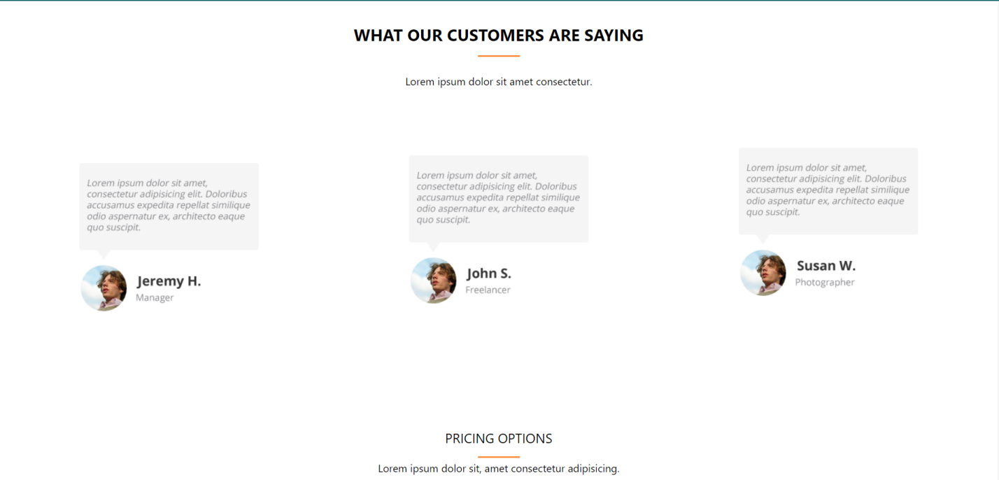 WHAT OUR CUSTOMERS ARE SAYING
Lorem ipsum dolor sit amet consectetur.
Lorem ipsum dolor sit amet,
consectetur adipisicing elit. Doloribus
accusamus expedita repellat similique
odio aspernatur ex, architecto eaque
quo suscipit.
Jeremy H.
Manager
Lorem ipsum dolor sit amet,
consectetur adipisicing elit. Doloribus
accusamus expedita repellat similique
odio aspernatur ex, architecto eaque
quo suscipit.
John S.
Freelancer
Lorem ipsum dolor sit amet,
consectetur adipisicing elit. Doloribus
accusamus expedita repellat similique
odio aspernatur ex, architecto eaque
quo suscipit.
Susan W.
Photographer
PRICING OPTIONS
Lorem ipsum dolor sit, amet consectetur adipisicing.